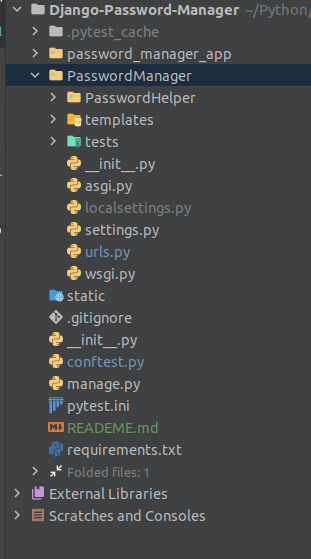 Django-Password-Manager ~/Python/
.pytest_cache
password_manager_app
PasswordManager
PasswordHelper
templates
tests
__init__.py
asgi.py
localsettings.py
settings.py
urls.py
wsgi.py
static
.gitignore
__init__.py
conftest.py
manage.py
pytest.ini
READEME.md
requirements.txt
Folded files: 1
External Libraries
Scratches and Consoles